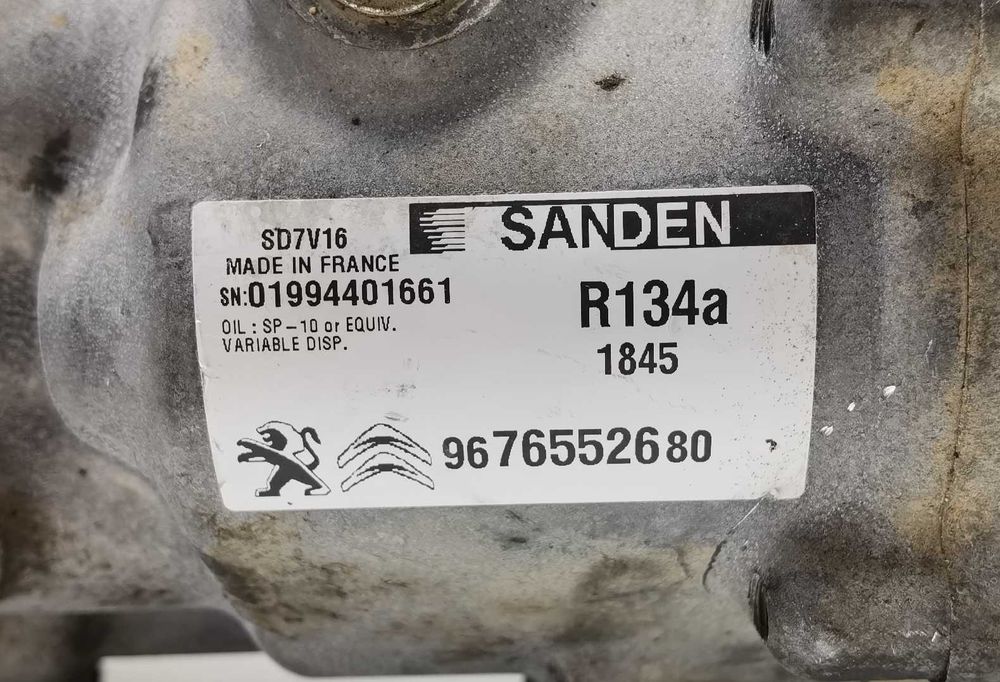 SANDEN
SD7V16
MADE IN FRANCE
SN:01994401661
OIL : SP-10 or EQUIV.
VARIABLE DISP.
R134a
1845
9676552680